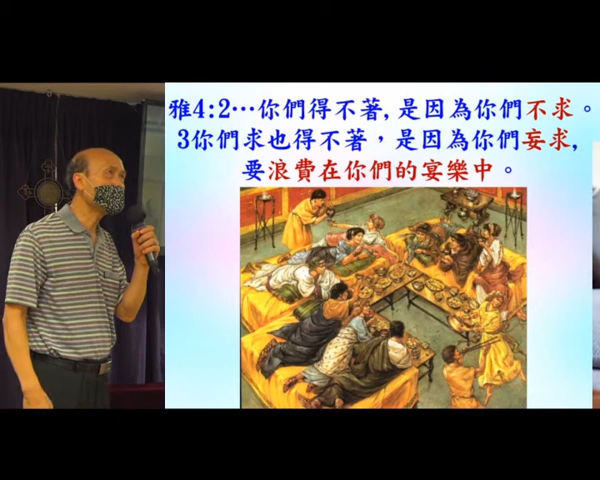 雅4:2…你們得不著, 是因為你們不求。
3你們求也得不著，是因為你們妄求,
要浪費在你們的宴樂中。